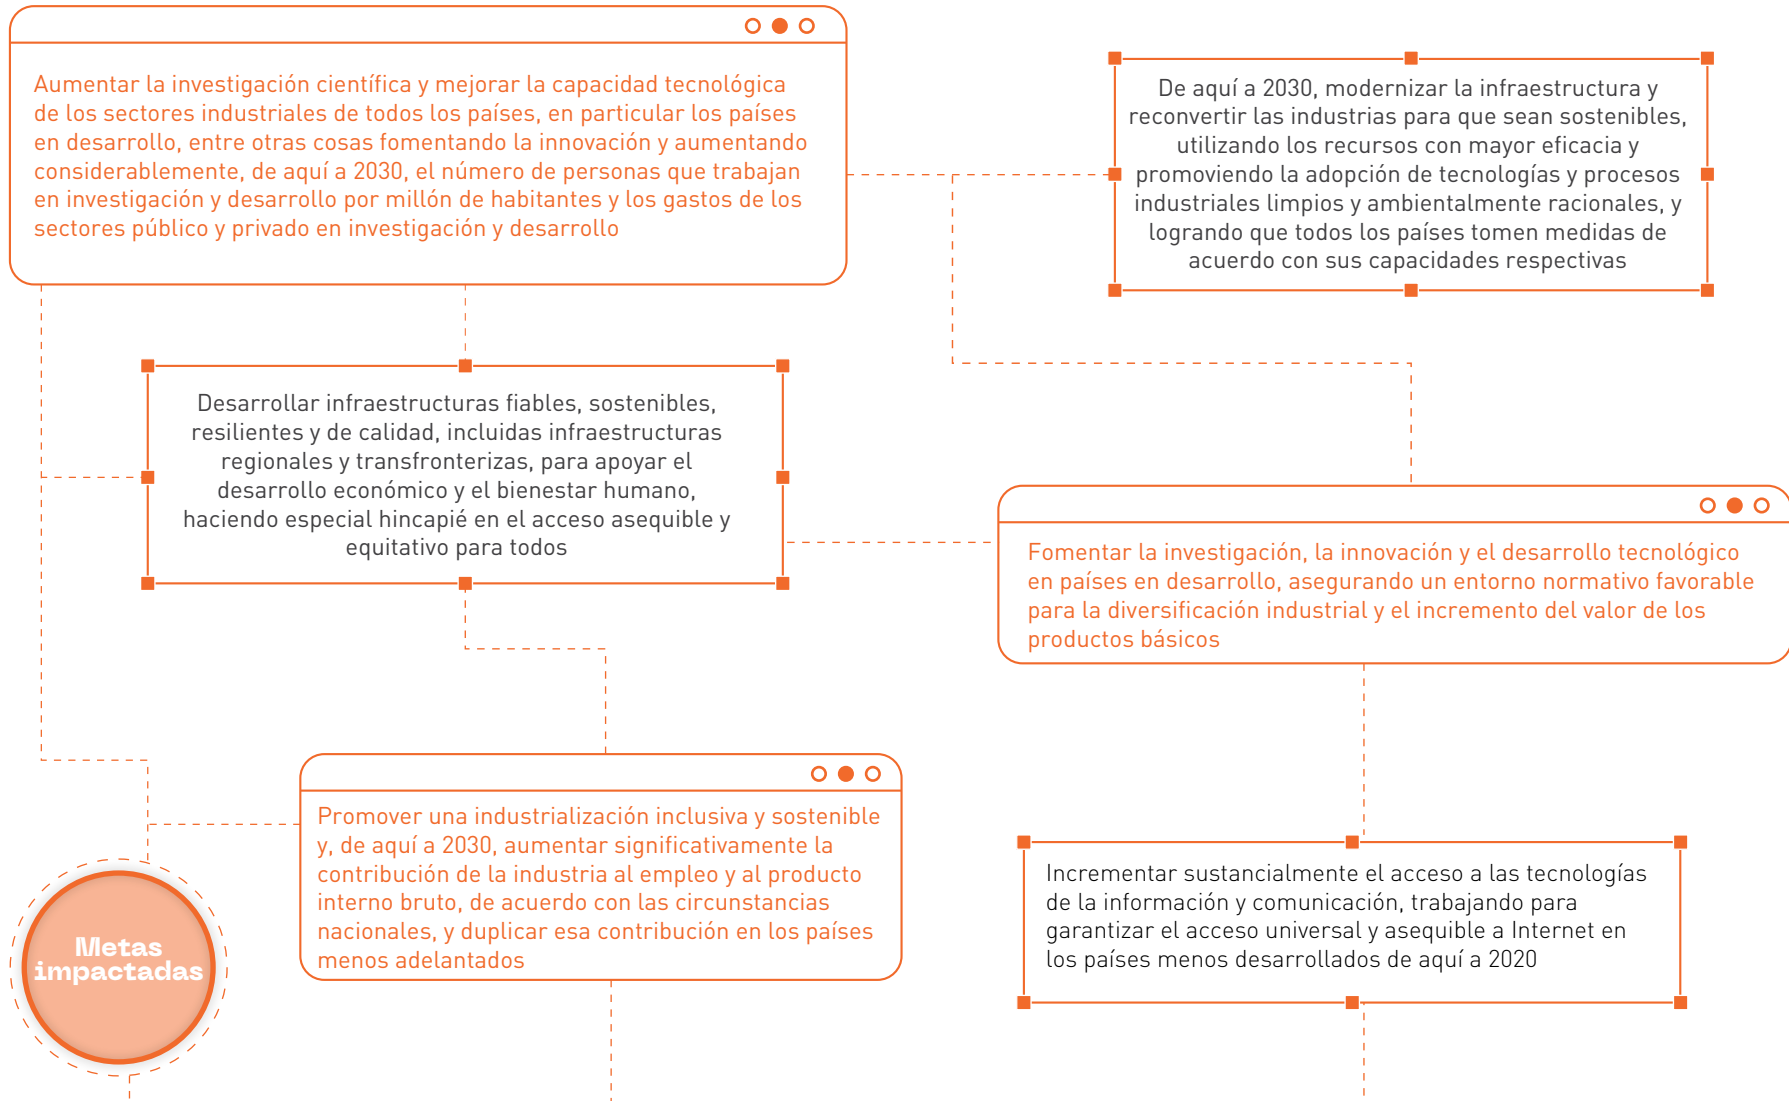 Aumentar la investigación científica y mejorar la capacidad tecnológica
de los sectores industriales de todos los países, en particular los países
en desarrollo, entre otras cosas fomentando la innovación y aumentando
considerablemente, de aquí a 2030, el número de personas que trabajan
en investigación y desarrollo por millón de habitantes y los gastos de los
sectores público y privado en investigación y desarrollo
De aquí a 2030, modernizar la infraestructura y
reconvertir las industrias para que sean sostenibles,
utilizando los recursos con mayor eficacia y
promoviendo la adopción de tecnologías y procesos
industriales limpios y ambientalmente racionales, y
logrando que todos los países tomen medidas de
acuerdo con sus capacidades respectivas
Desarrollar infraestructuras fiables, sostenibles,
resilientes y de calidad, incluidas infraestructuras
regionales y transfronterizas, para apoyar el
desarrollo económico y el bienestar humano,
haciendo especial hincapié en el acceso asequible y
equitativo para todos
Fomentar la investigación, la innovación y el desarrollo tecnológico
en países en desarrollo, asegurando un entorno normativo favorable
para la diversificación industrial y el incremento del valor de los
productos básicos
Promover una industrialización inclusiva y sostenible
y, de aquí a 2030, aumentar significativamente la
contribución de la industria al empleo y al producto
interno bruto, de acuerdo con las circunstancias
nacionales, y duplicar esa contribución en los países
menos adelantados
Incrementar sustancialmente el acceso a las tecnologías
de la información y comunicación, trabajando para
garantizar el acceso universal y asequible a Internet en
los países menos desarrollados de aquí a 2020
Metas
impactadas